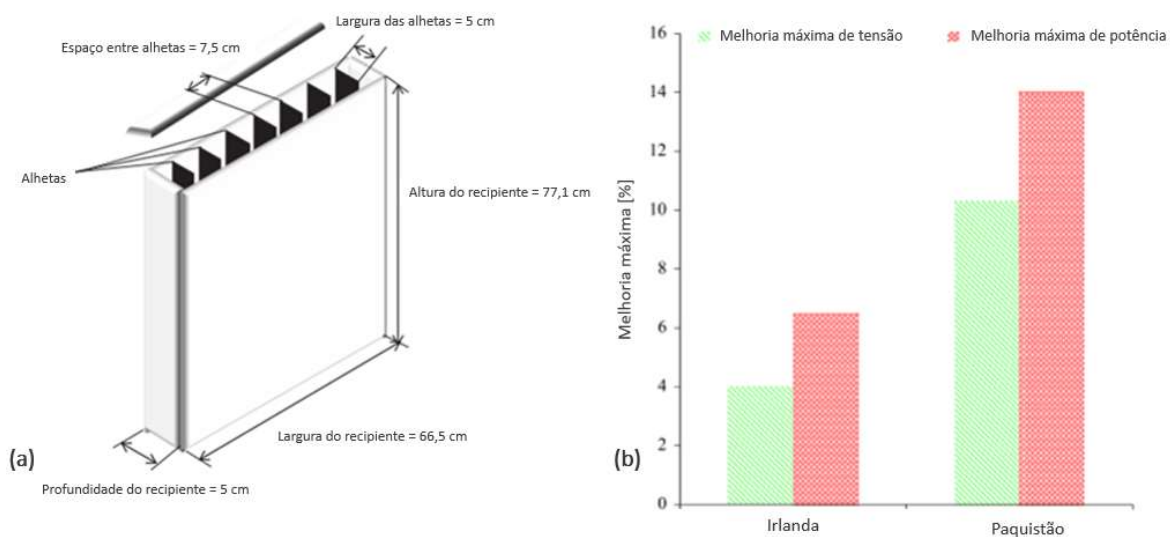 Largura das alhetas = 5 cm
Espaço entre alhetas = 7,5 cm
Alhetas
Altura do recipiente = 77,1 cm
Largura do recipiente = 66,5 cm
(a)
Profundidade do recipiente = 5 cm
Melhoria máxima de tensão
Melhoria máxima de potência
Melhoria máxima [%]
16
14
12
10
8
6
4
2
0
Irlanda
Paquistão
(b)